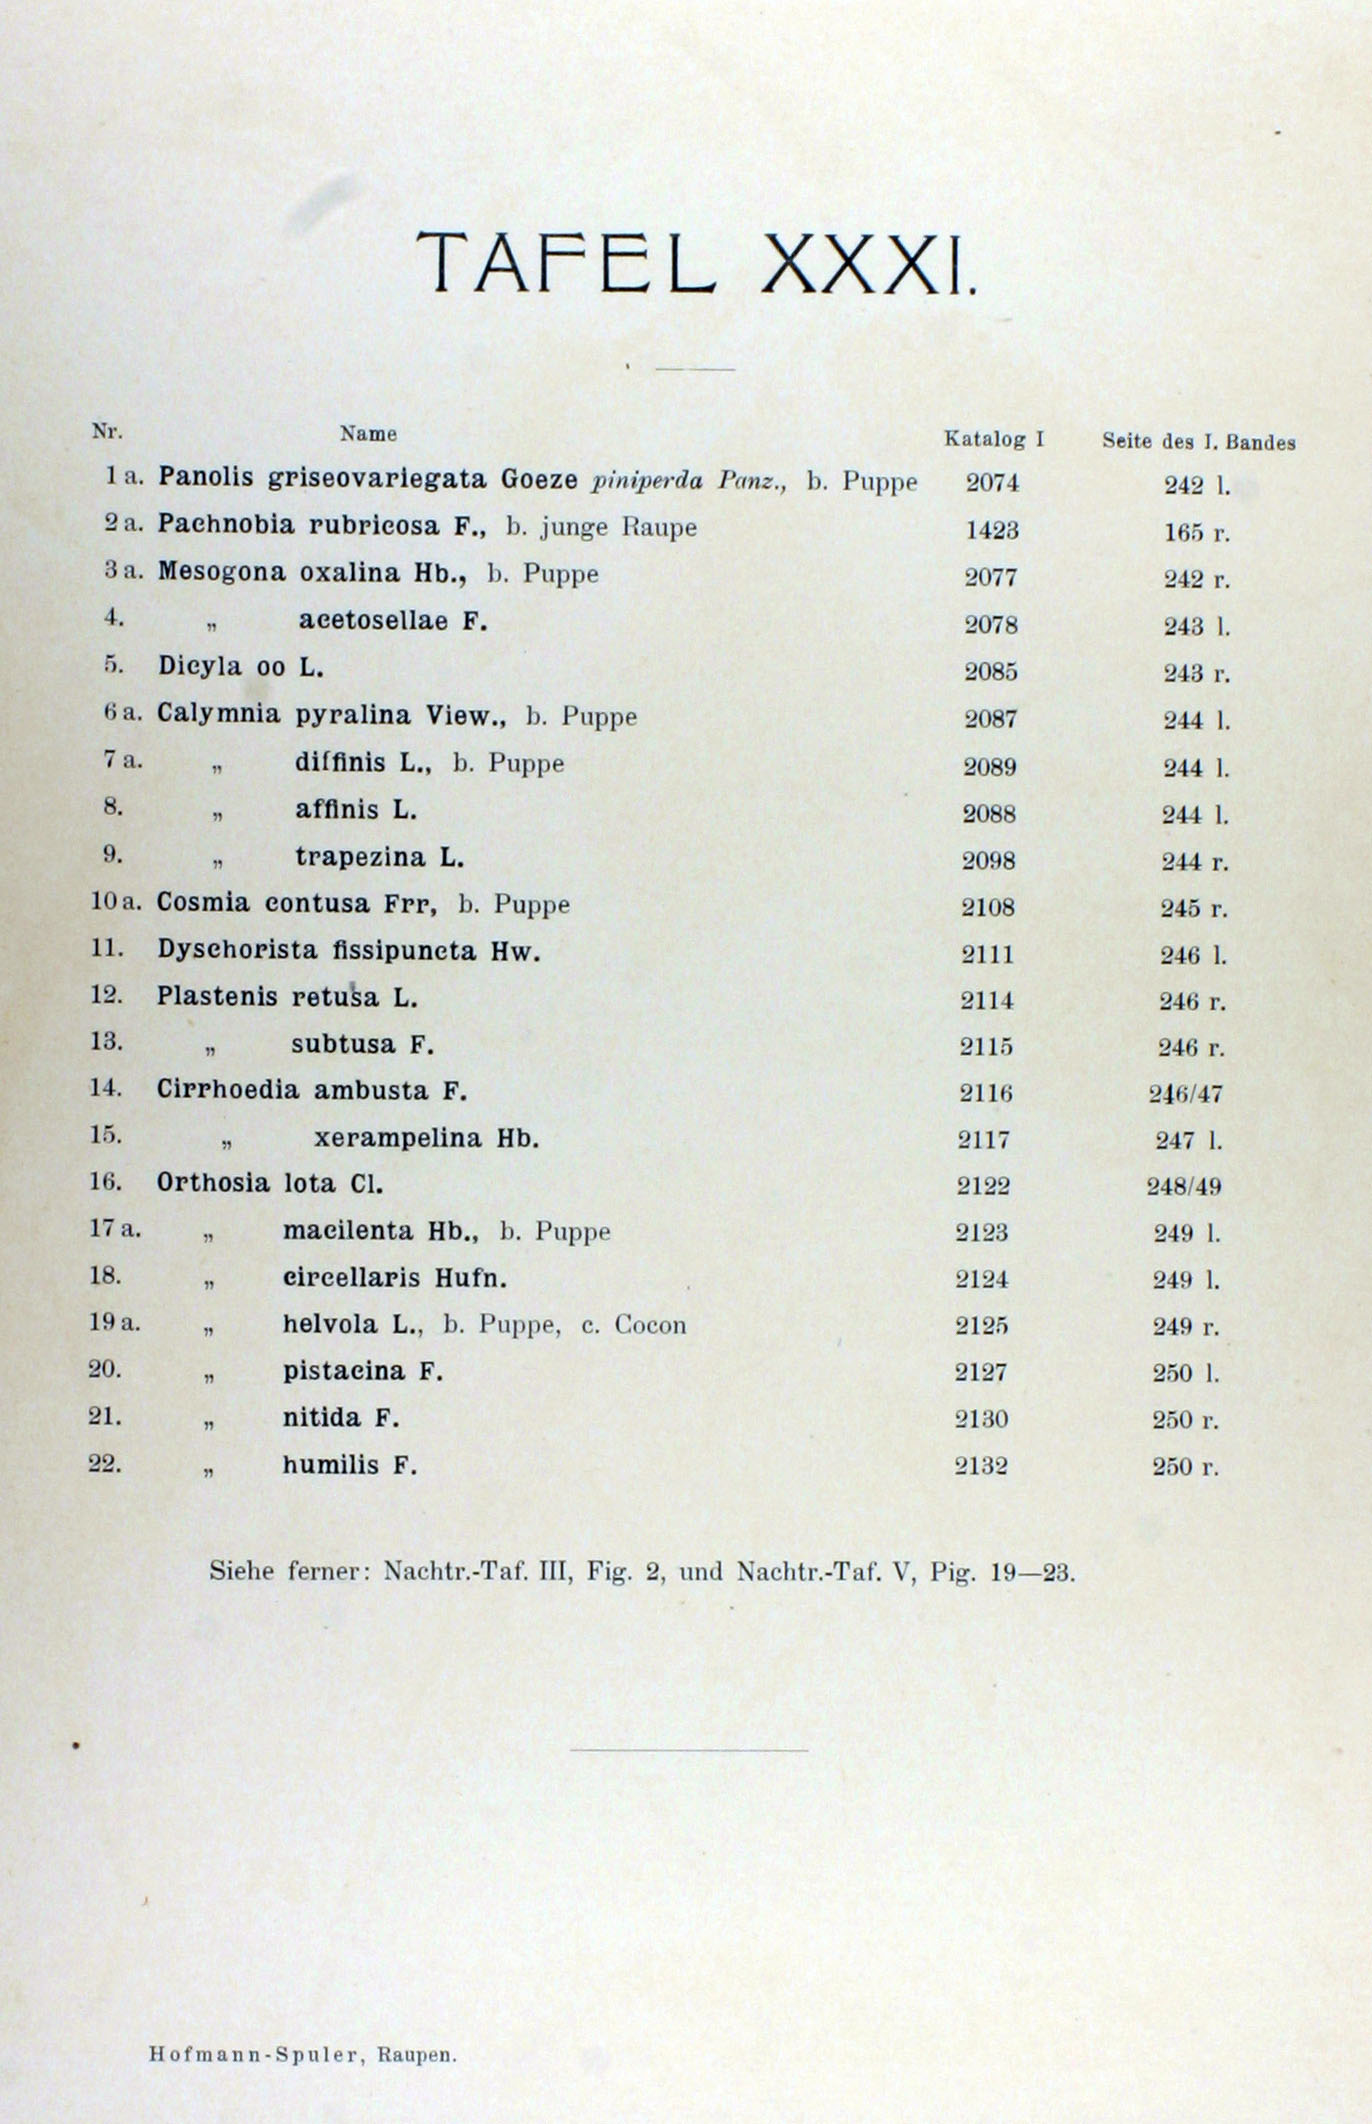 TAFEL XXXI.
Nr. Name Katalog I Seite des I. Bandes
1 a. Panolis griseovariegata Goeze piniperda Panz., b. Puppe 2074 242 l.
2 a. Pachnobia rubricosa F., b. junge Raupe 1423 165 r.
3 a. Mesogona oxalina Hb., b. Puppe 2077 242 r.
4. „ acetosellae F. 2078 243 l.
5. Dicyla oo L. 2085 243 r.
6 a. Calymnia pyralina View., b. Puppe 2087 244 l.
7 a. „ diffinis L., b. Puppe 2089 244 l.
8. „ affinis L. 2088 244 l.
9. „ trapezina L. 2098 244 r.
10 a. Cosmia contusa Frr, b. Puppe 2108 245 r.
11. Dyschorista fissipuncta Hw. 2111 246 l.
12. Plastenis retusa L. 2114 246 r.
13. „ subtusa F. 2115 246 r.
14. Cirrhoedia ambusta F. 2116 246/47
15. „ xerampelina Hb. 2117 247 l.
16. Orthosia lota Cl. 2122 248/49
17 a. „ macilenta Hb., b. Puppe 2123 249 l.
18. „ circellaris Hufn. 2124 249 l.
19 a. „ helvola L., b. Puppe, c. Cocon 2125 249 r.
20. „ pistacina F. 2127 250 l.
21. „ nitida F. 2130 250 r.
22. „ humilis F. 2132 250 r.
Siehe ferner: Nachtr.-Taf. III, Fig. 2, und Nachtr.-Taf. V, Pig. 19—23.
Hofmann-Spuler, Raupen.